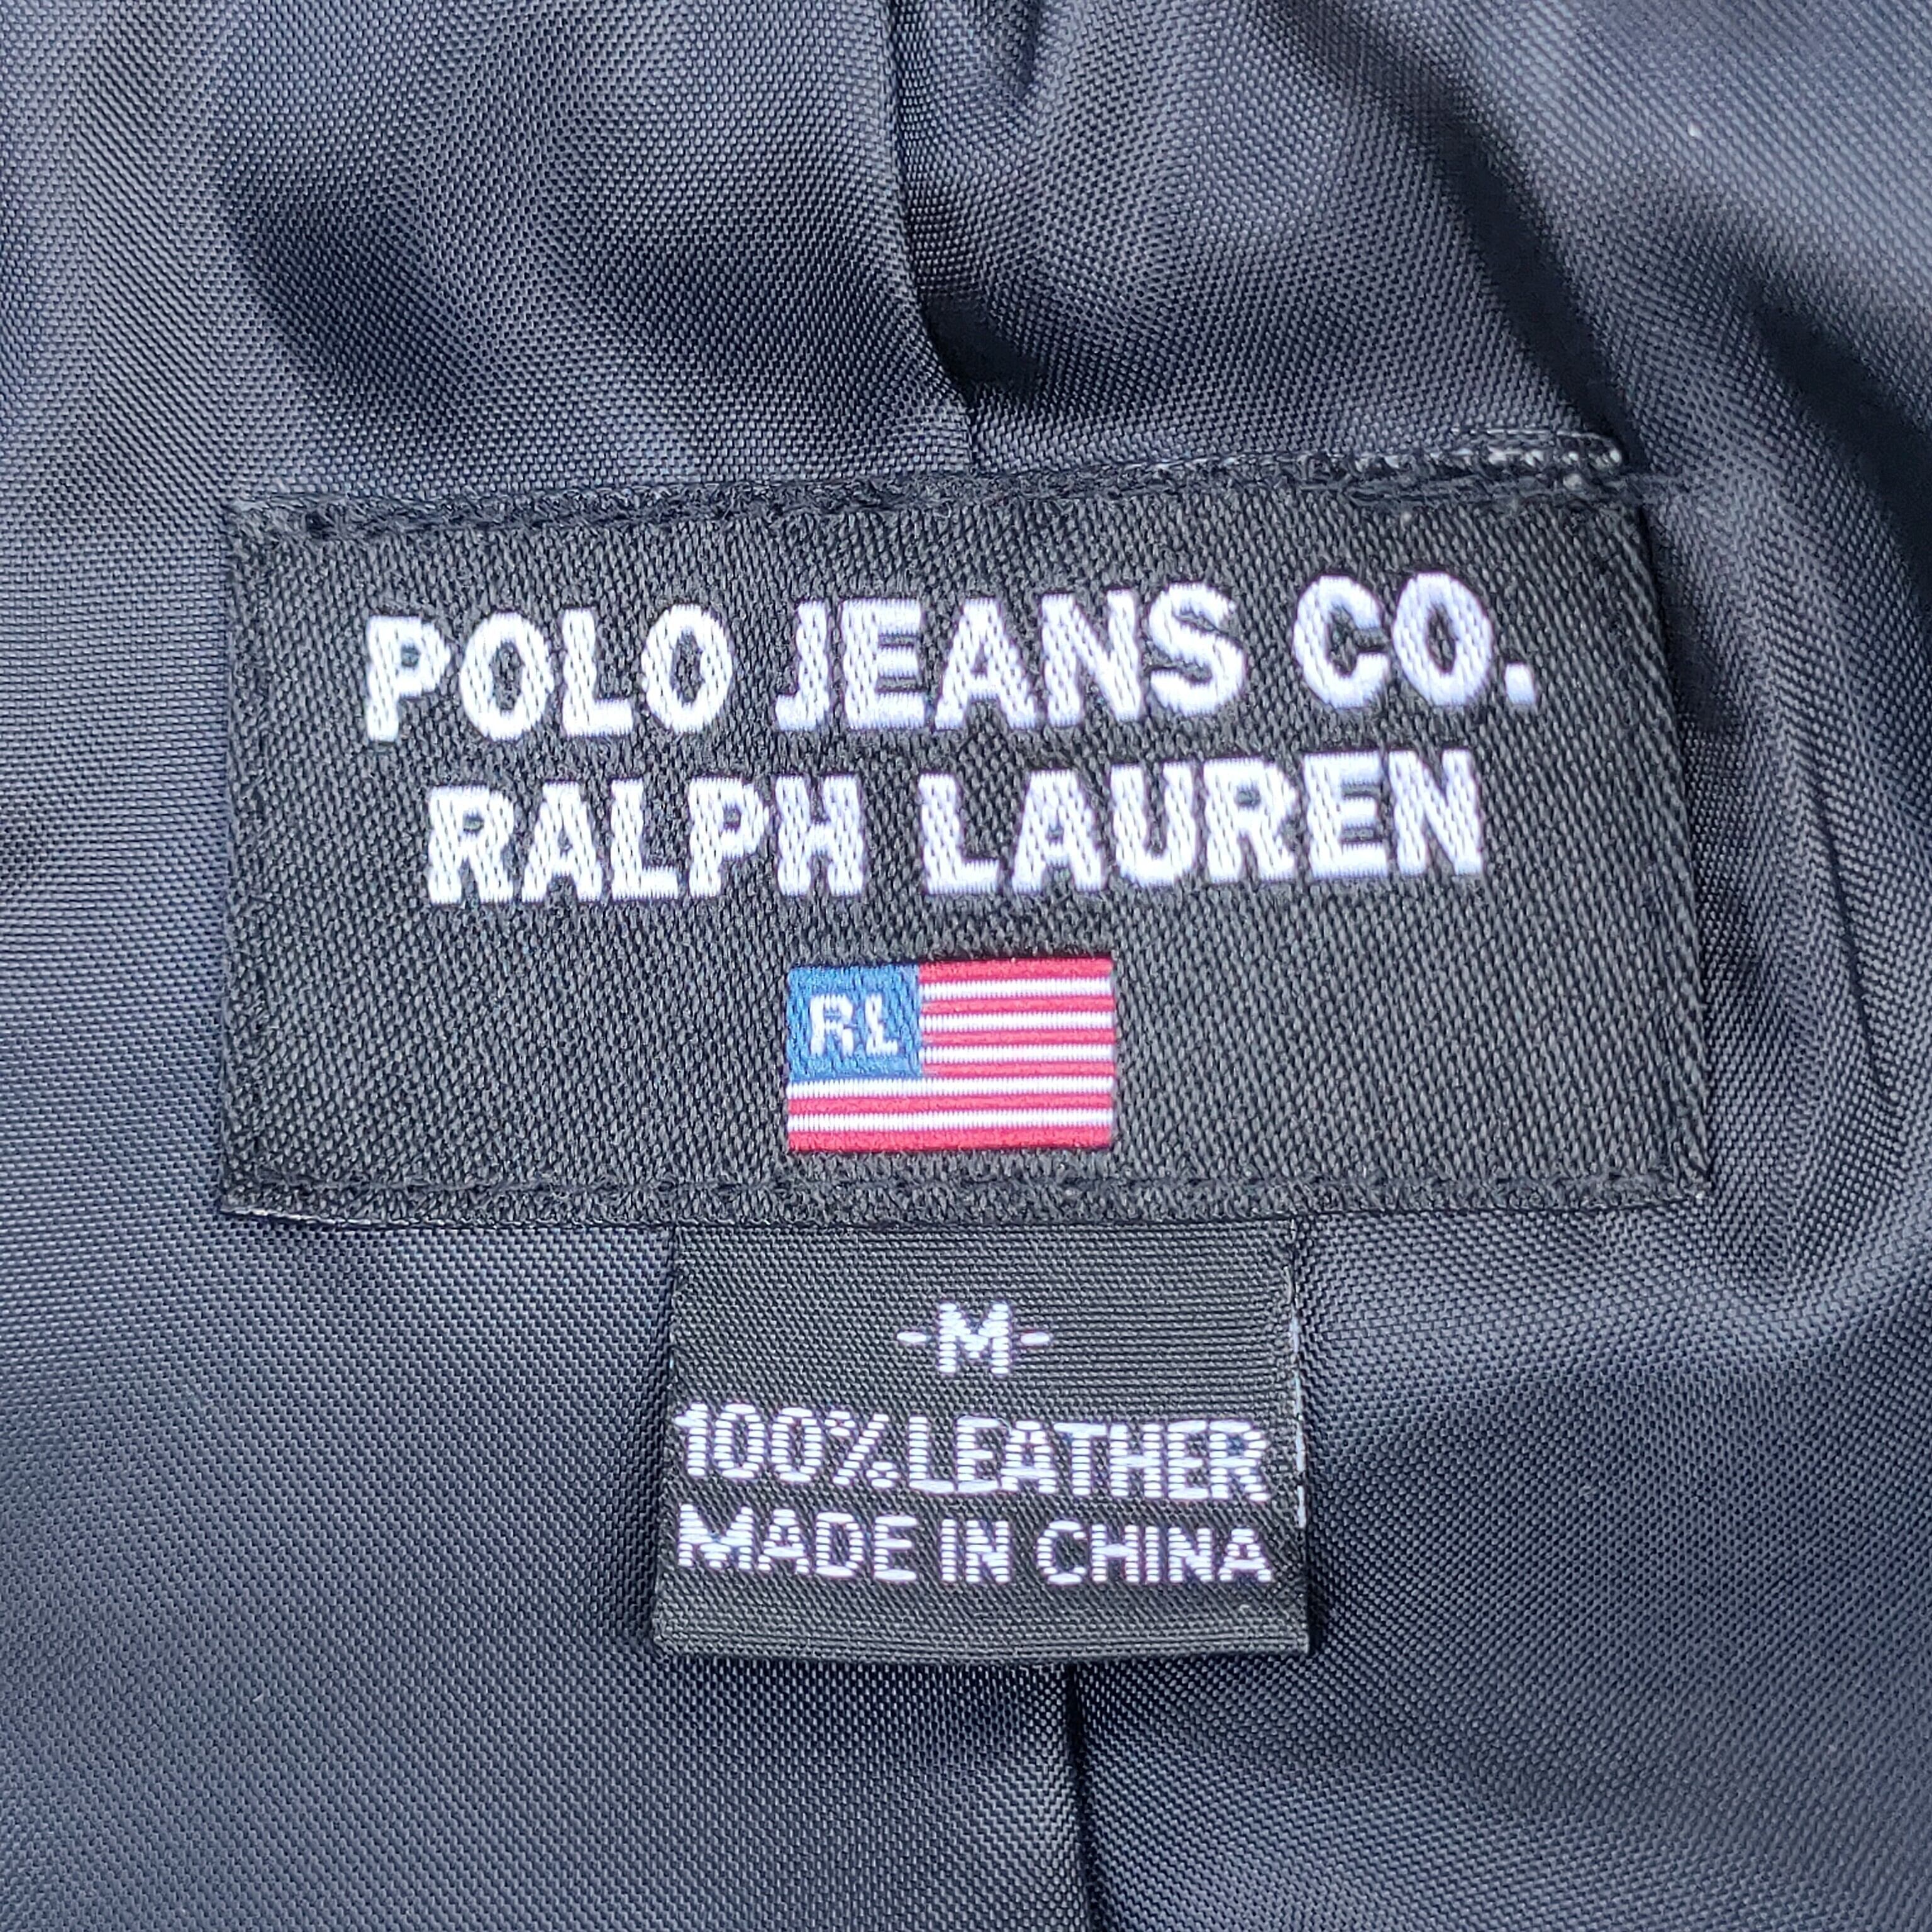 POLO JEANS CO.
RALPH LAUREN
RL
-M-
100% LEATHER
MADE IN CHINA